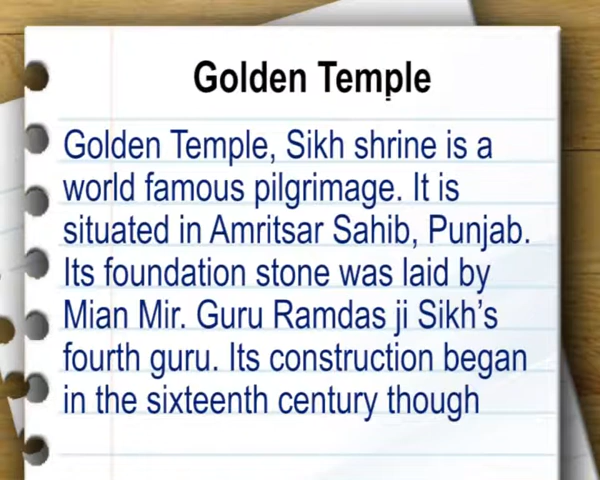 Golden Temple
Golden Temple, Sikh shrine is a
world famous pilgrimage. It is
situated in Amritsar Sahib, Punjab.
Its foundation stone was laid by
Mian Mir. Guru Ramdas ji Sikh’s
fourth guru. Its construction began
in the sixteenth century though